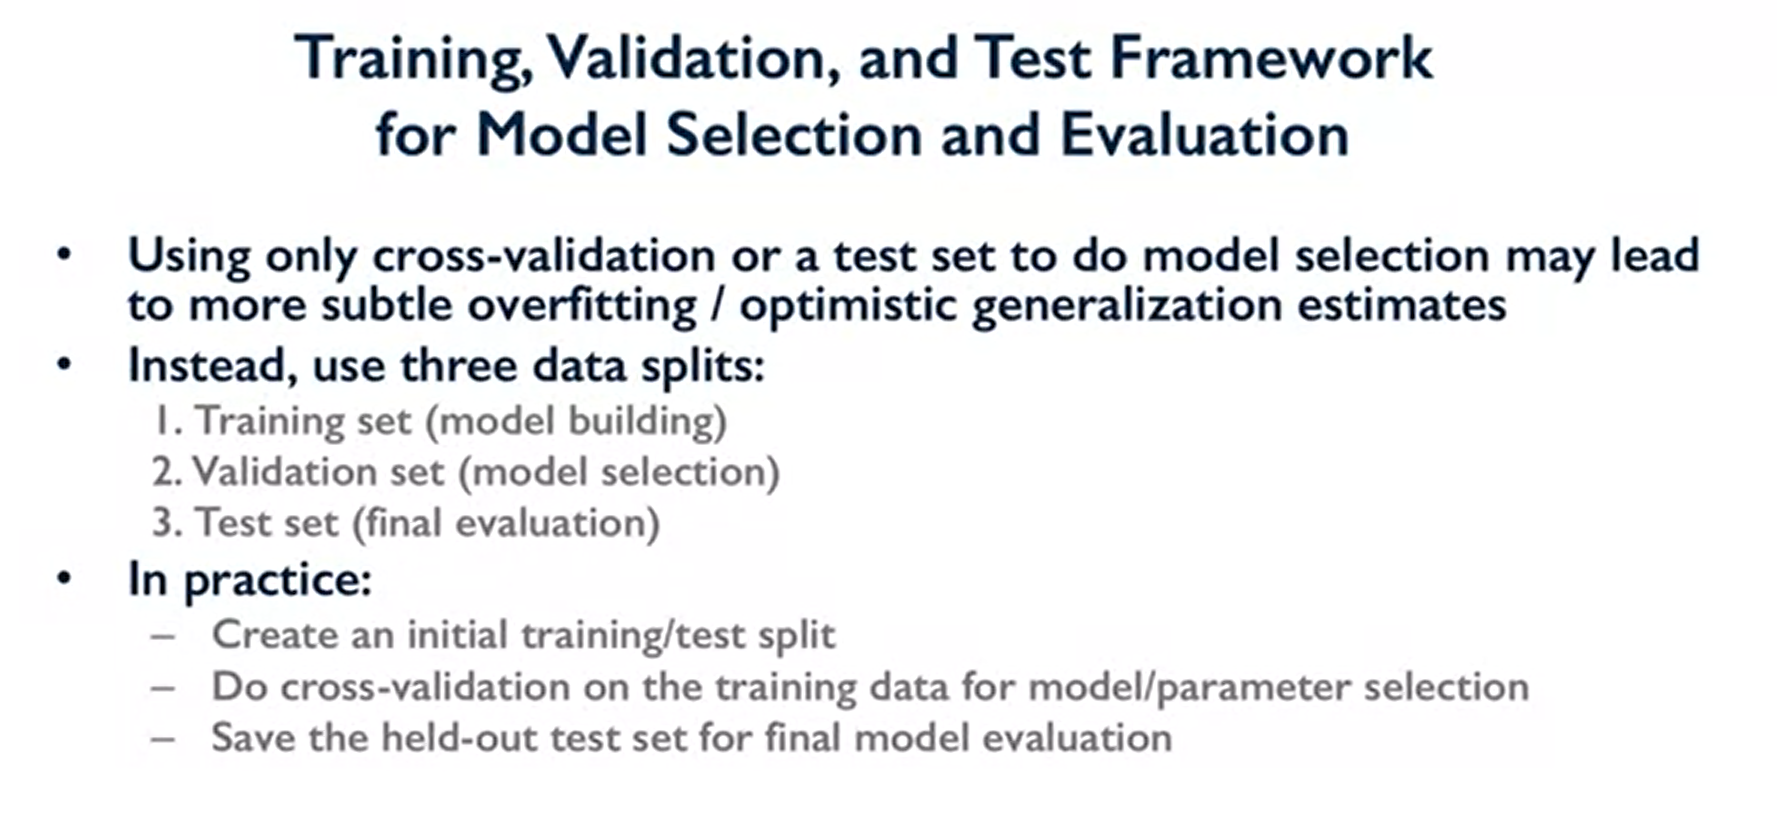 Training, Validation, and Test Framework
for Model Selection and Evaluation
• Using only cross-validation or a test set to do model selection may lead
to more subtle overfitting / optimistic generalization estimates
• Instead, use three data splits:
1. Training set (model building)
2. Validation set (model selection)
3. Test set (final evaluation)
• In practice:
– Create an initial training/test split
– Do cross-validation on the training data for model/parameter selection
– Save the held-out test set for final model evaluation